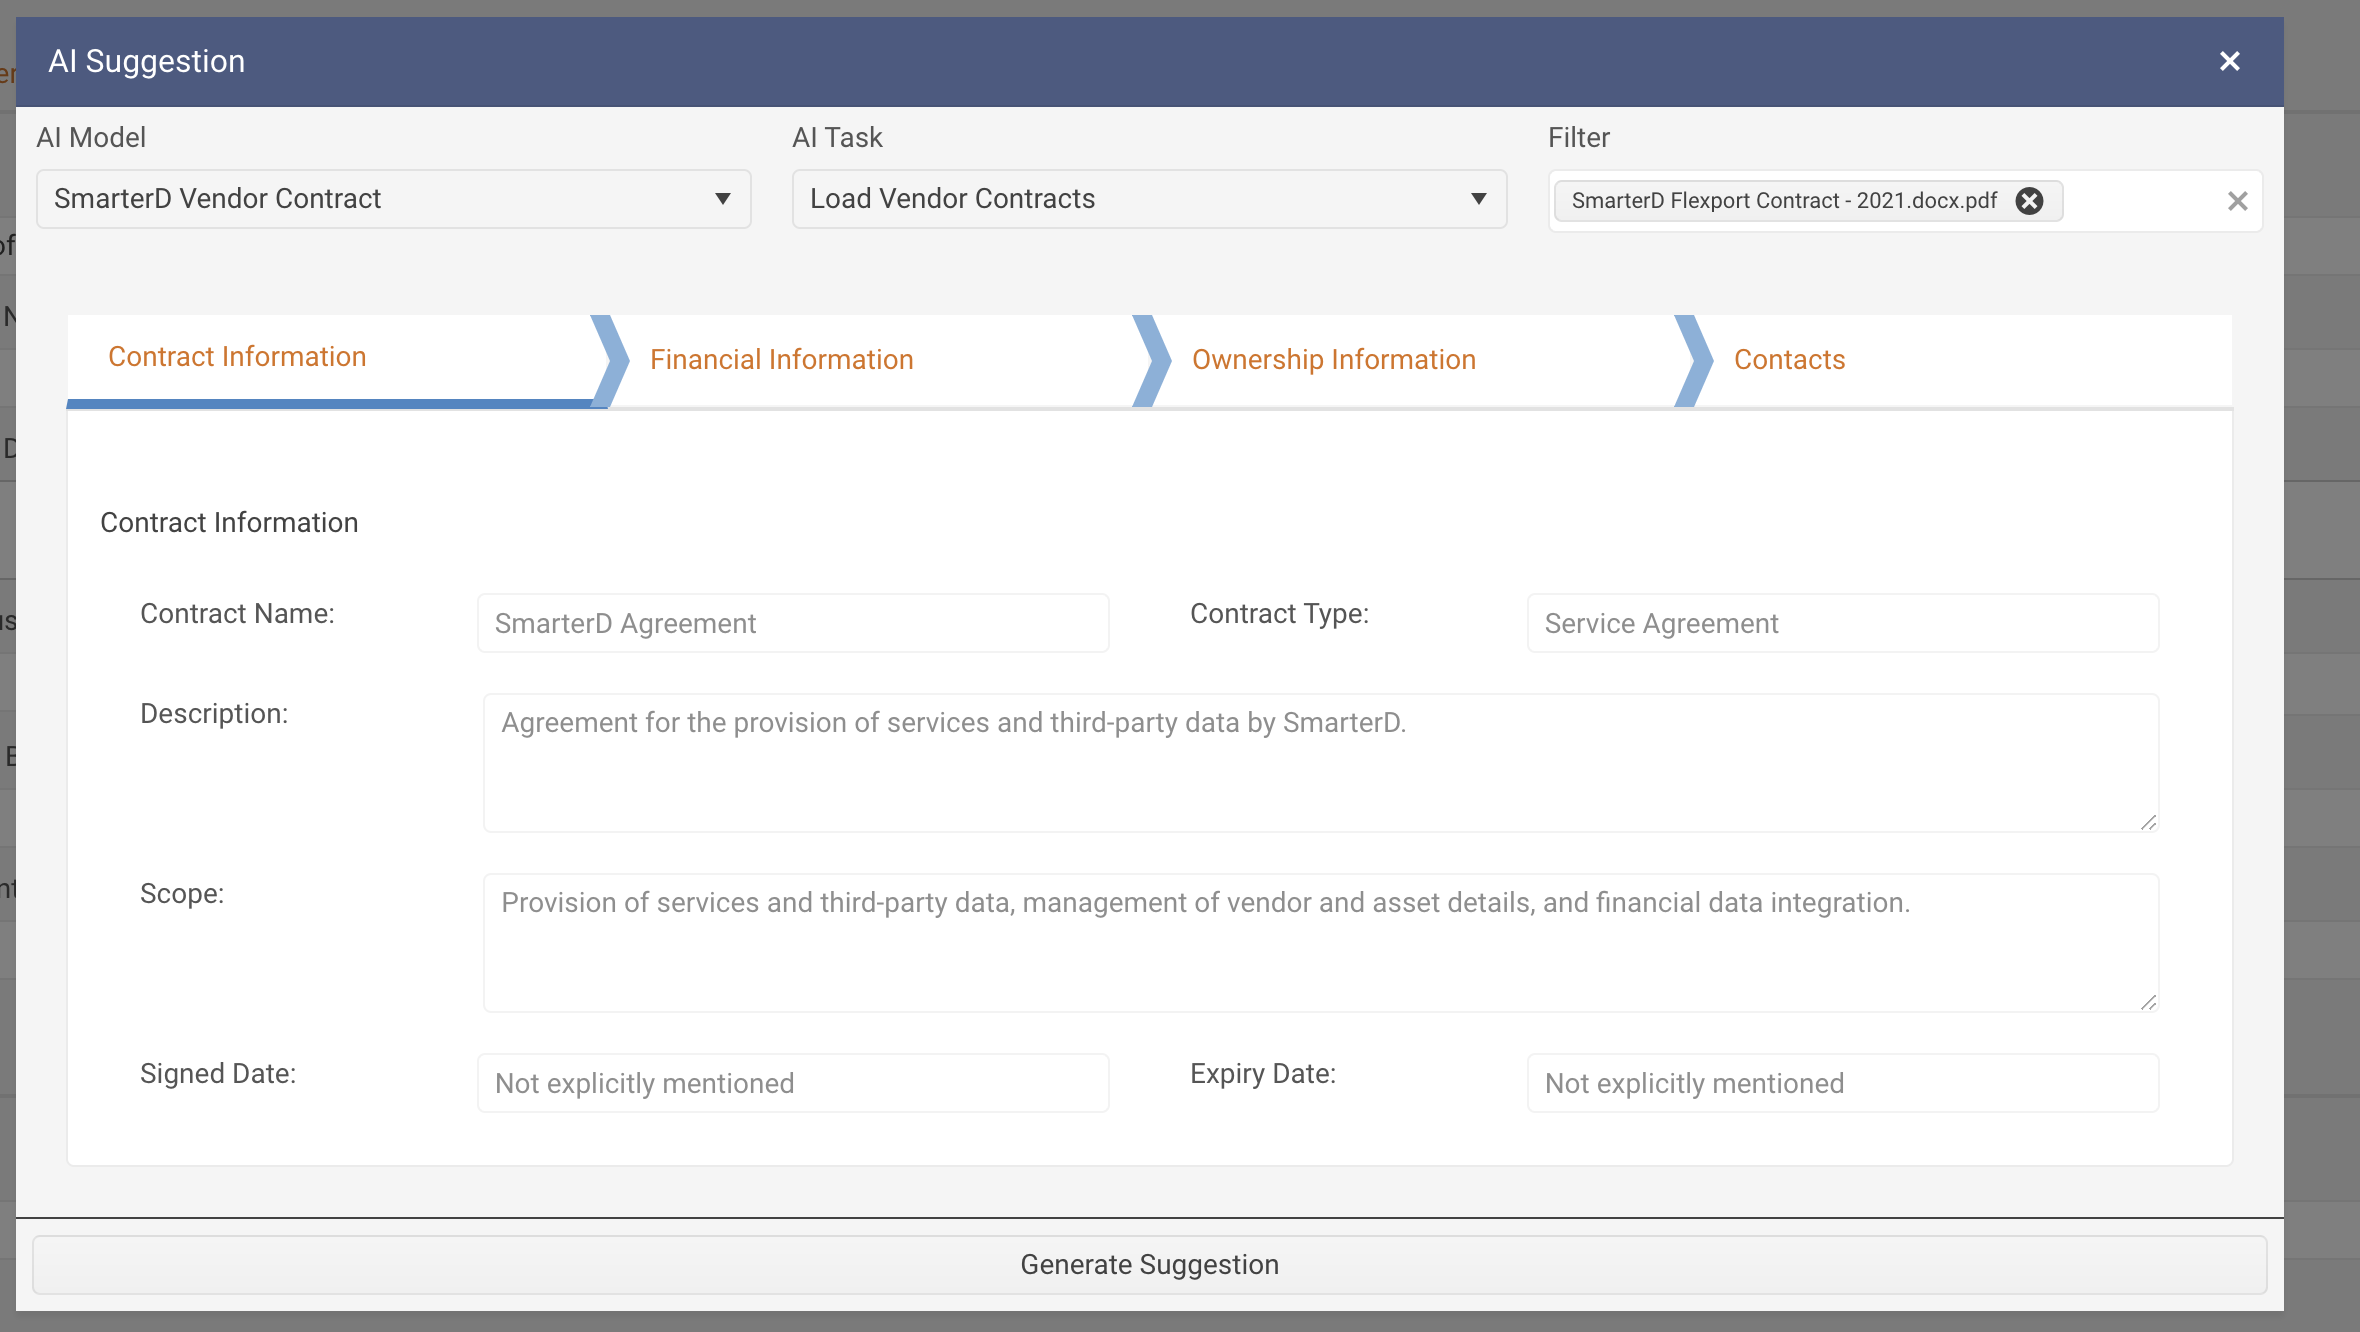 AI Suggestion
AI Model
AI Task
Filter
SmarterD Vendor Contract
Load Vendor Contracts
SmarterD Flexport Contract - 2021.docx.pdf
Contract Information
Financial Information
Ownership Information
Contacts
Contract Information
Contract Name:
SmarterD Agreement
Contract Type:
Service Agreement
Description:
Agreement for the provision of services and third-party data by SmarterD.
Scope:
Provision of services and third-party data, management of vendor and asset details, and financial data integration.
Signed Date:
Not explicitly mentioned
Expiry Date:
Not explicitly mentioned
Generate Suggestion